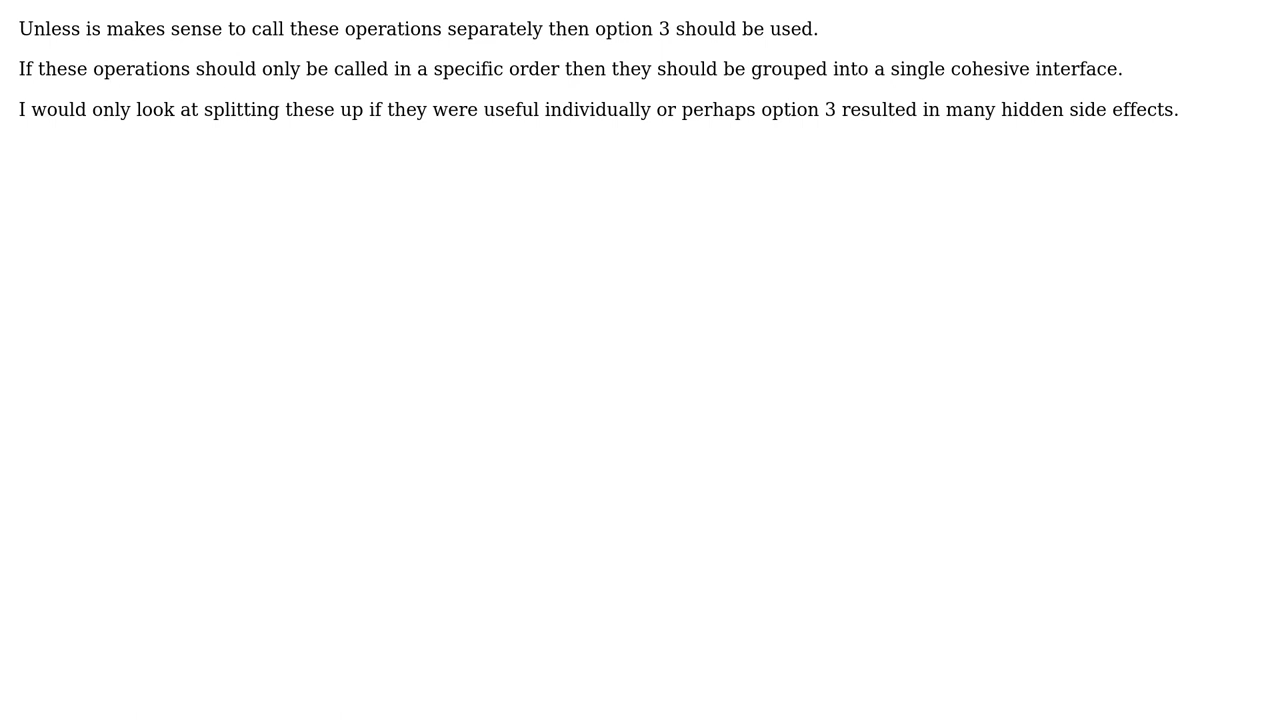 Unless is makes sense to call these operations separately then option 3 should be used.
If these operations should only be called in a specific order then they should be grouped into a single cohesive interface.
I would only look at splitting these up if they were useful individually or perhaps option 3 resulted in many hidden side effects.